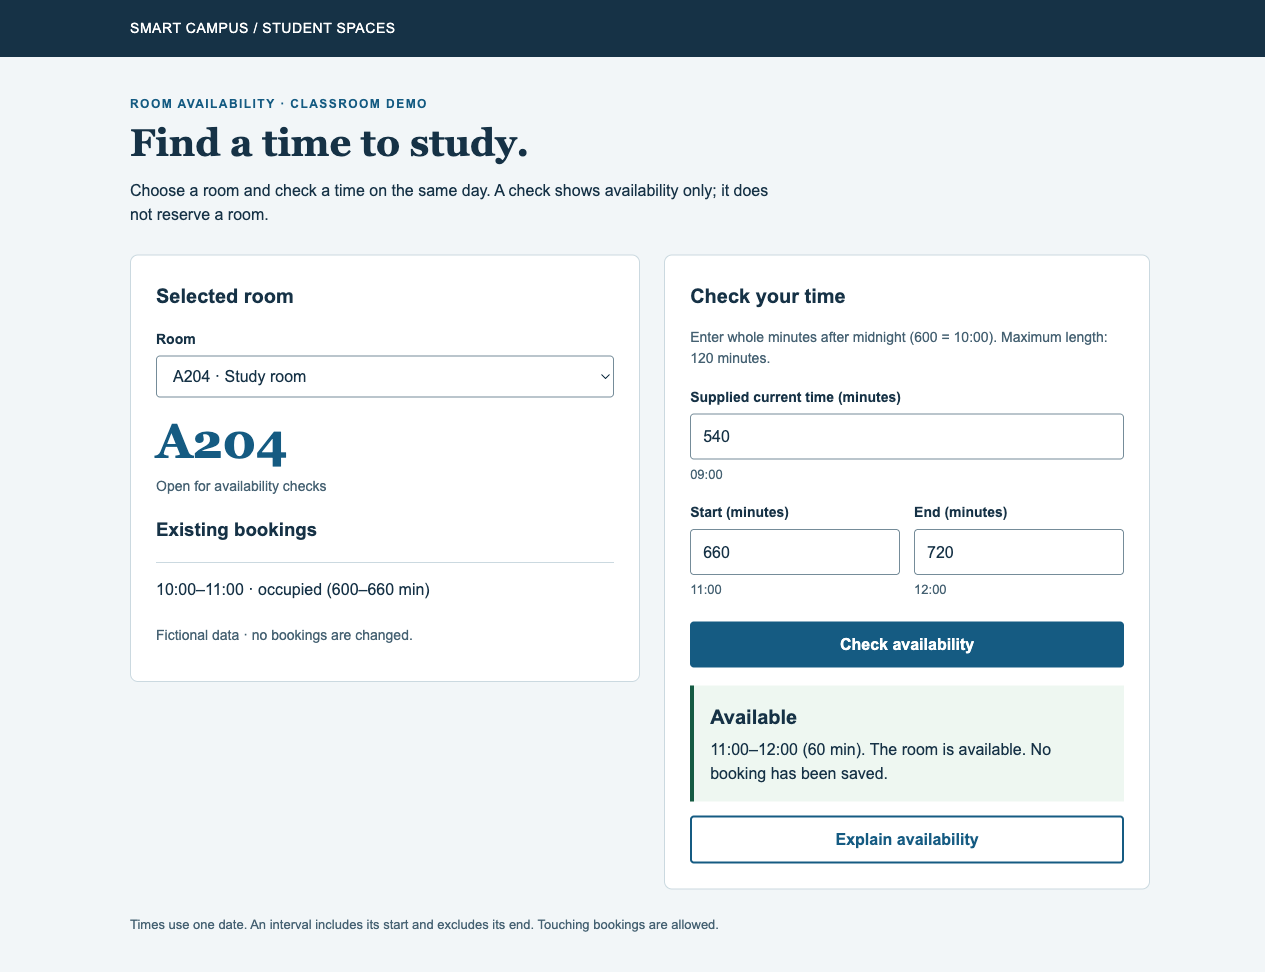 SMART CAMPUS / STUDENT SPACES
ROOM AVAILABILITY · CLASSROOM DEMO
Find a time to study.
Choose a room and check a time on the same day. A check shows availability only; it does
not reserve a room.
Selected room
Room
A204 · Study room
A204
Open for availability checks
Existing bookings
10:00–11:00 · occupied (600–660 min)
Fictional data · no bookings are changed.
Check your time
Enter whole minutes after midnight (600 = 10:00). Maximum length:
120 minutes.
Supplied current time (minutes)
540
09:00
Start (minutes) End (minutes)
660 720
11:00 12:00
Check availability
Available
11:00–12:00 (60 min). The room is available. No
booking has been saved.
Explain availability
Times use one date. An interval includes its start and excludes its end. Touching bookings are allowed.